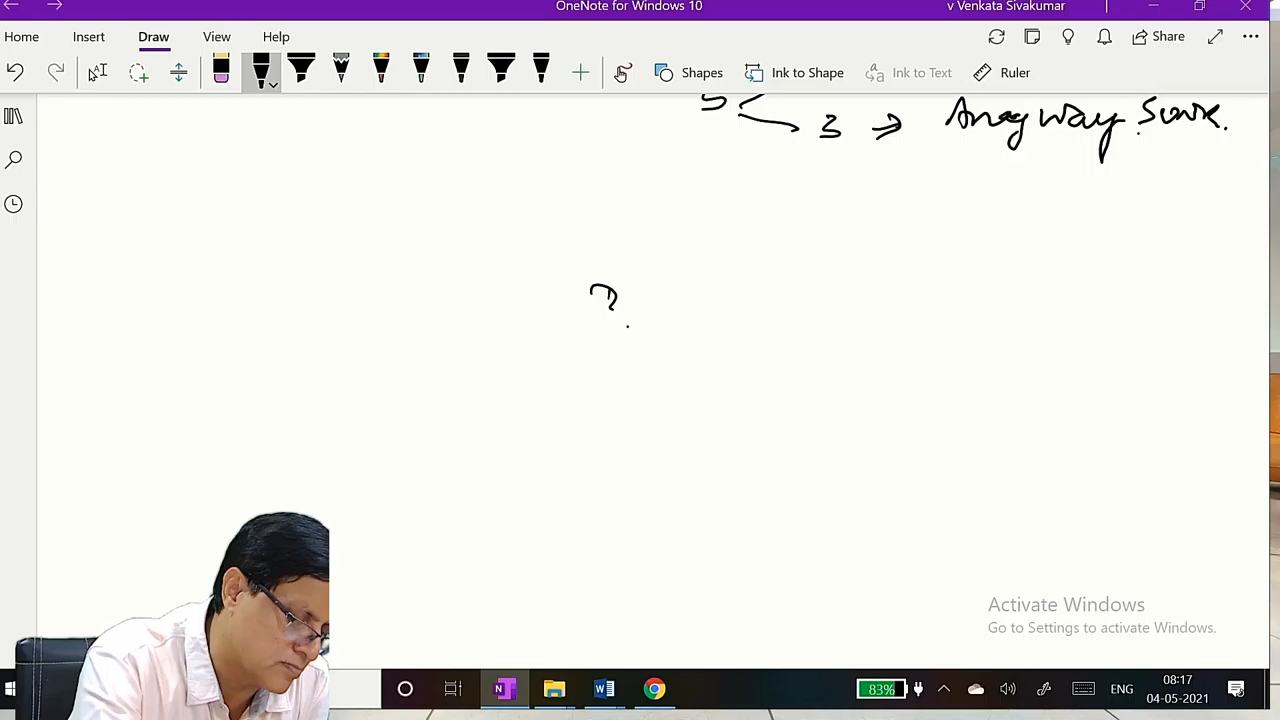 OneNote for Windows 10
v Venkata Sivakumar
Home Insert Draw View Help
Share
Shapes Ink to Shape Ink to Text Ruler
5
3 ⇒ Anyway
Activate Windows
Go to Settings to activate Windows.
83% ENG 08:17
04-05-2021